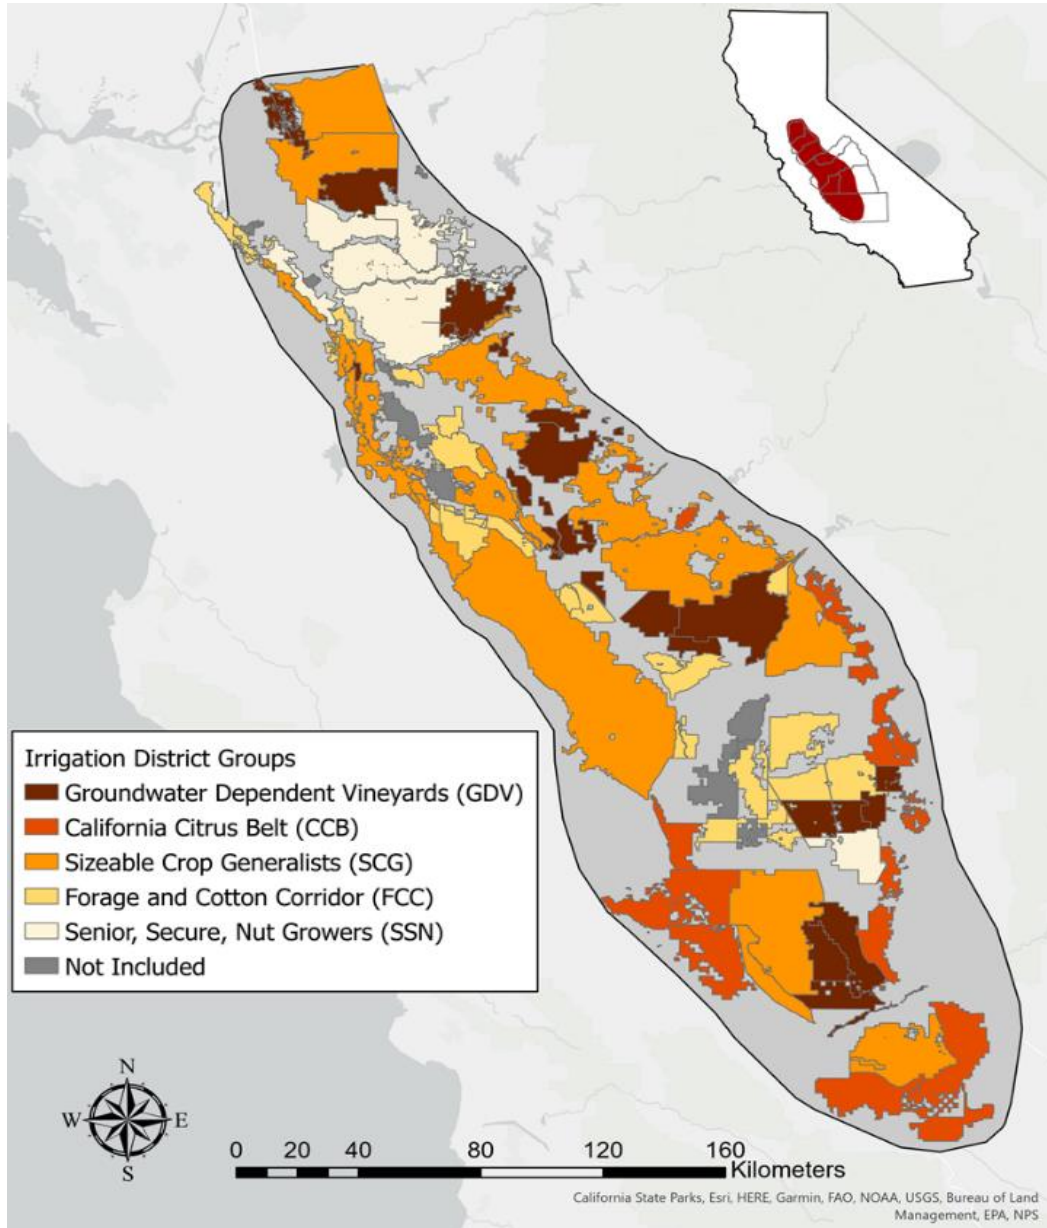 Irrigation District Groups
Groundwater Dependent Vineyards (GDV)
California Citrus Belt (CCB)
Sizeable Crop Generalists (SCG)
Forage and Cotton Corridor (FCC)
Senior, Secure, Nut Growers (SSN)
Not Included
N
W E
S
0 20 40 80 120 160
Kilometers
California State Parks, Esri, HERE, Garmin, FAO, NOAA, USGS, Bureau of Land
Management, EPA, NPS